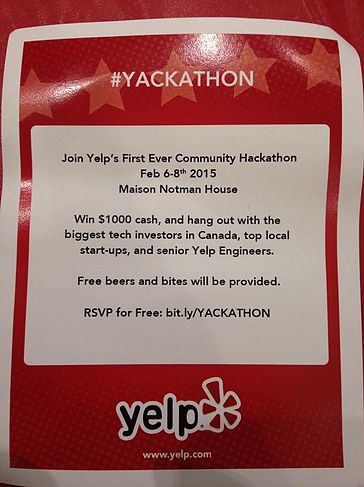 #YACKATHON
Join Yelp's First Ever Community Hackathon
Feb 6-8th 2015
Maison Notman House
Win $1000 cash, and hang out with the
biggest tech investors in Canada, top local
start-ups, and senior Yelp Engineers.
Free beers and bites will be provided.
RSVP for Free: bit.ly/YACKATHON
yelp
www.yelp.com